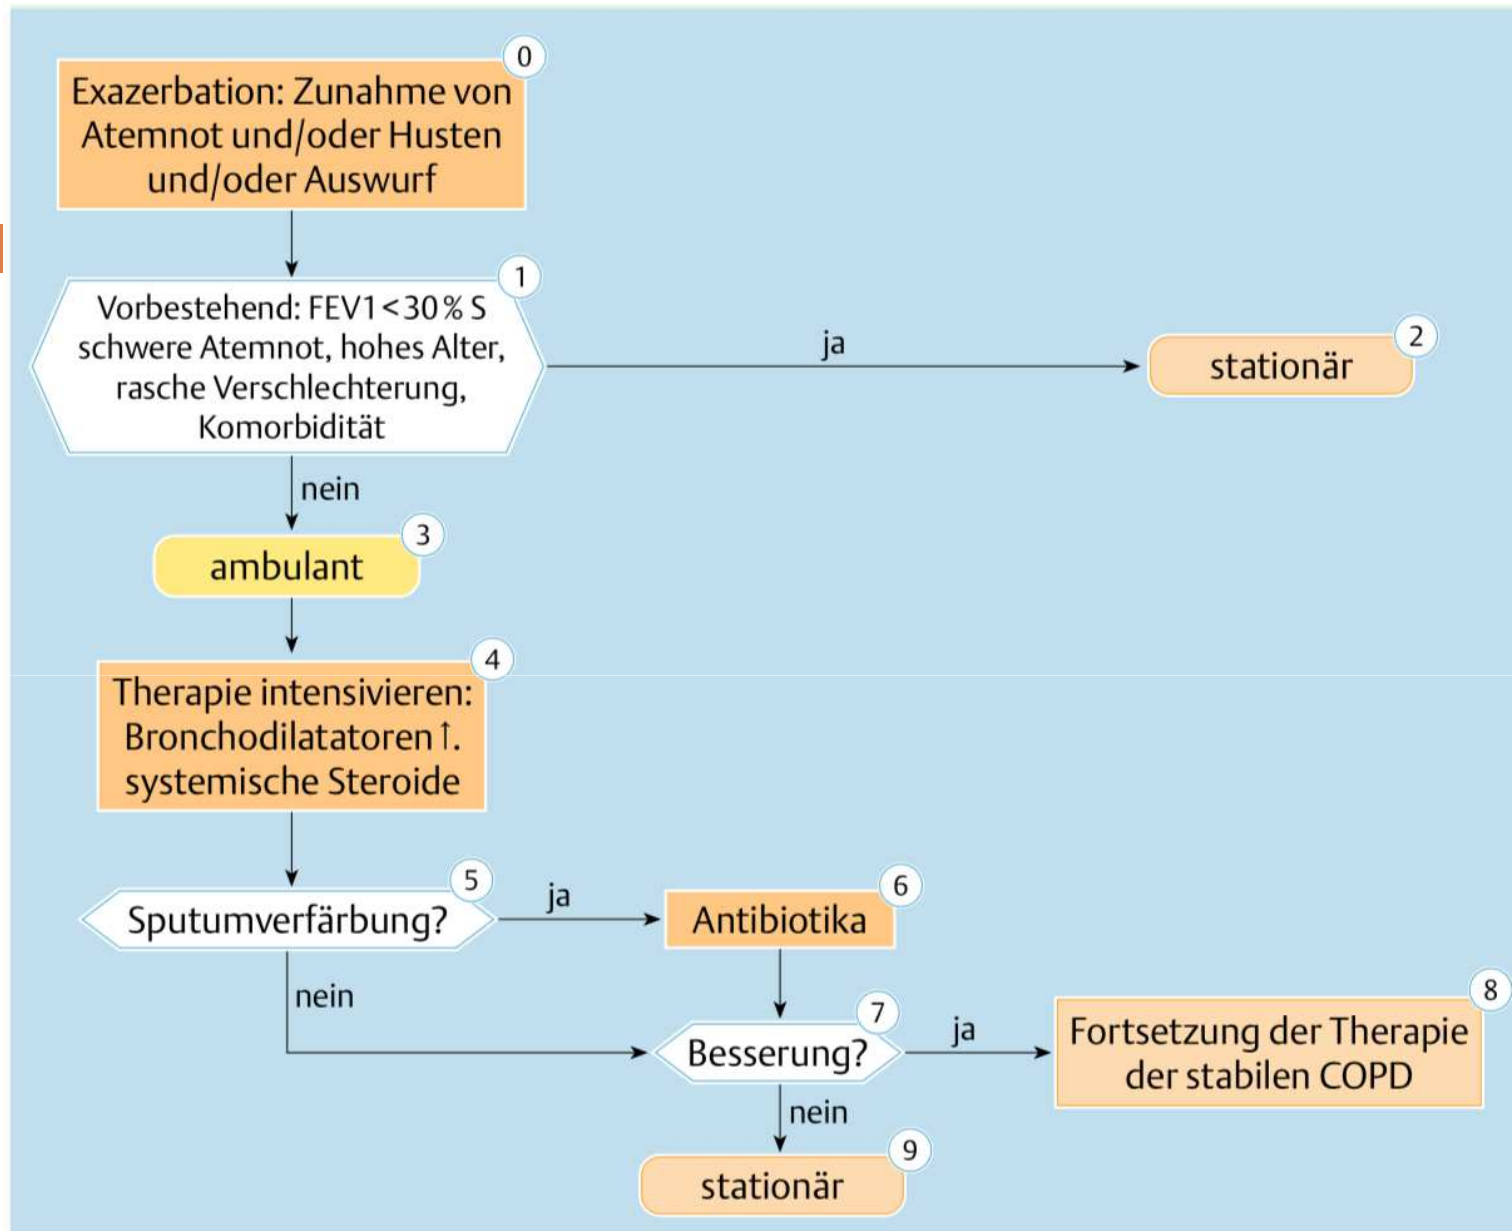 0
Exazerbation: Zunahme von
Atemnot und/oder Husten
und/oder Auswurf
1
Vorbestehend: FEV1<30% S
schwere Atemnot, hohes Alter,
rasche Verschlechterung,
Komorbidität
ja
2
stationär
nein
3
ambulant
4
Therapie intensivieren:
Bronchodilatatoren↑.
systemische Steroide
5
Sputumverfärbung?
ja
6
Antibiotika
nein
7
Besserung?
ja
8
Fortsetzung der Therapie
der stabilen COPD
nein
9
stationär